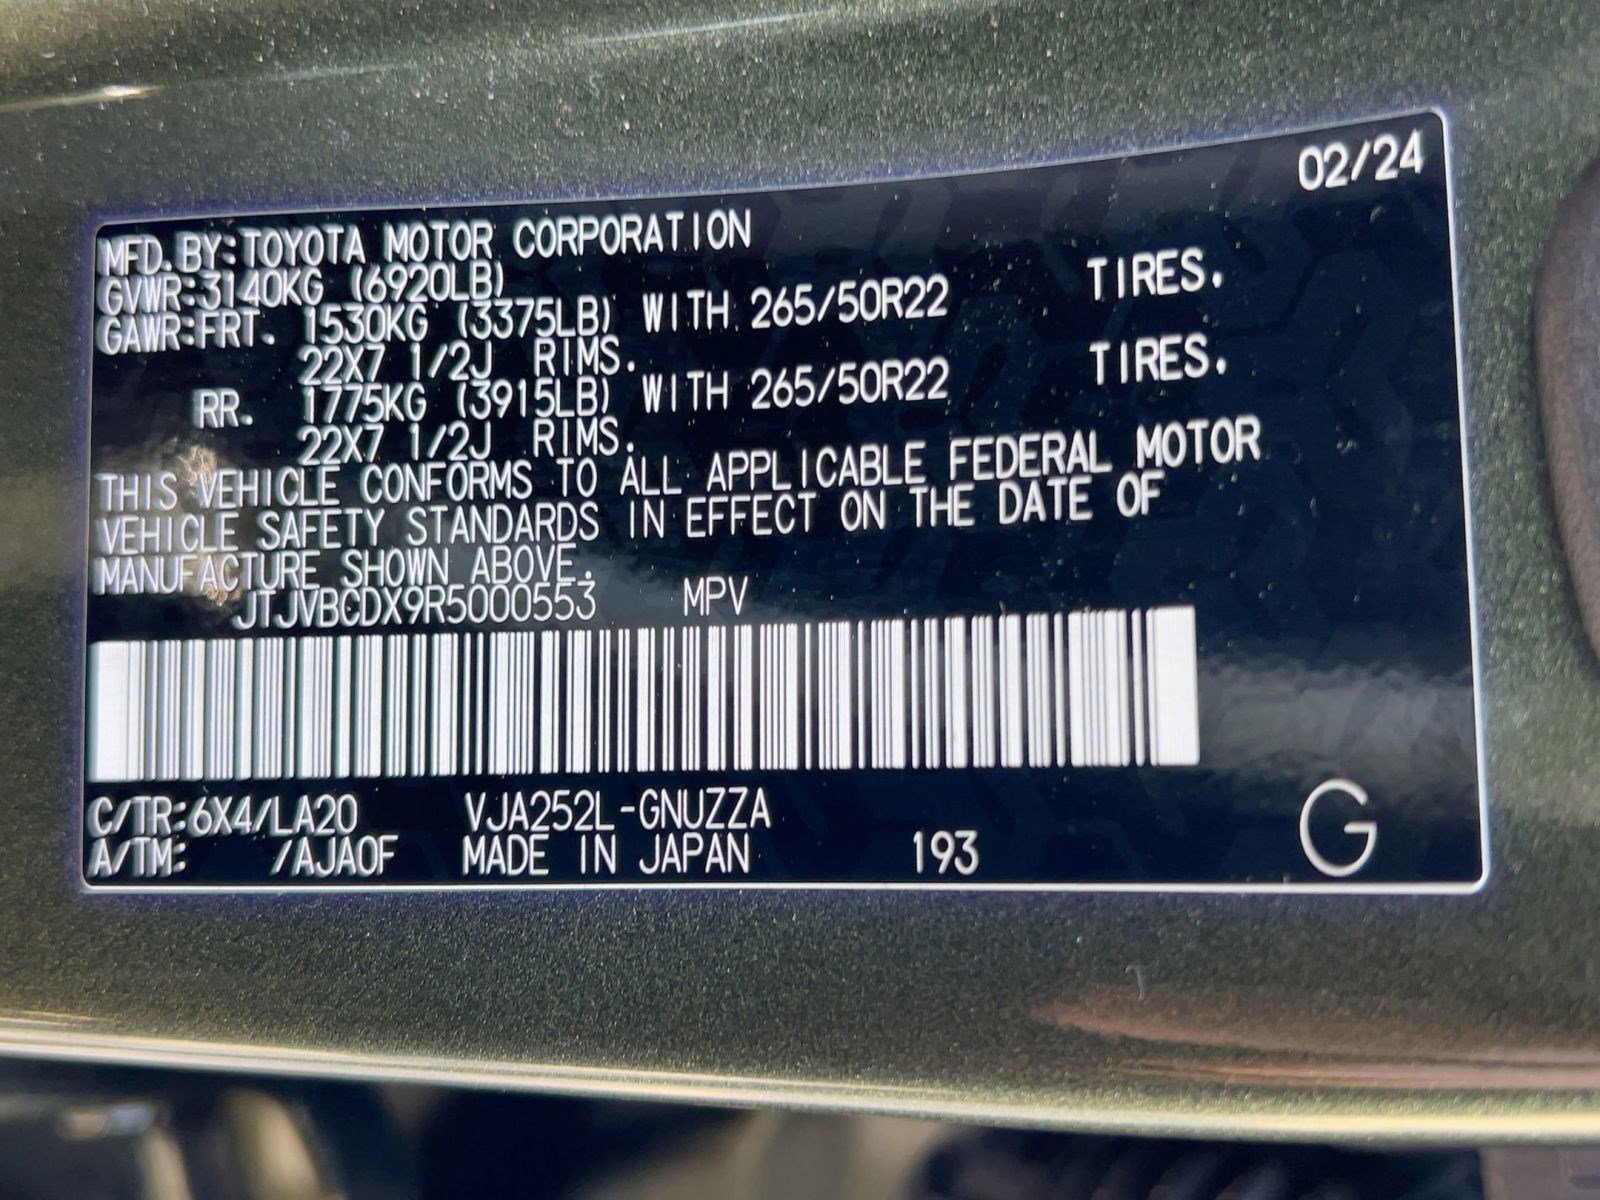 02/24
MFD. BY: TOYOTA MOTOR CORPORATION
GVWR: 3140KG (6920LB)
GAWR: FRT. 1530KG (3375LB) WITH 265/50R22 TIRES.
22X7 1/2J RIMS.
RR. 1775KG (3915LB) WITH 265/50R22 TIRES.
22X7 1/2J RIMS.
THIS VEHICLE CONFORMS TO ALL APPLICABLE FEDERAL MOTOR
VEHICLE SAFETY STANDARDS IN EFFECT ON THE DATE OF
MANUFACTURE SHOWN ABOVE.
JTJVBCDX9R5000553 MPV
C/TR: 6X4/LA20 VJA252L-GNUZZA
A/TM: /AJA0F MADE IN JAPAN 193 G